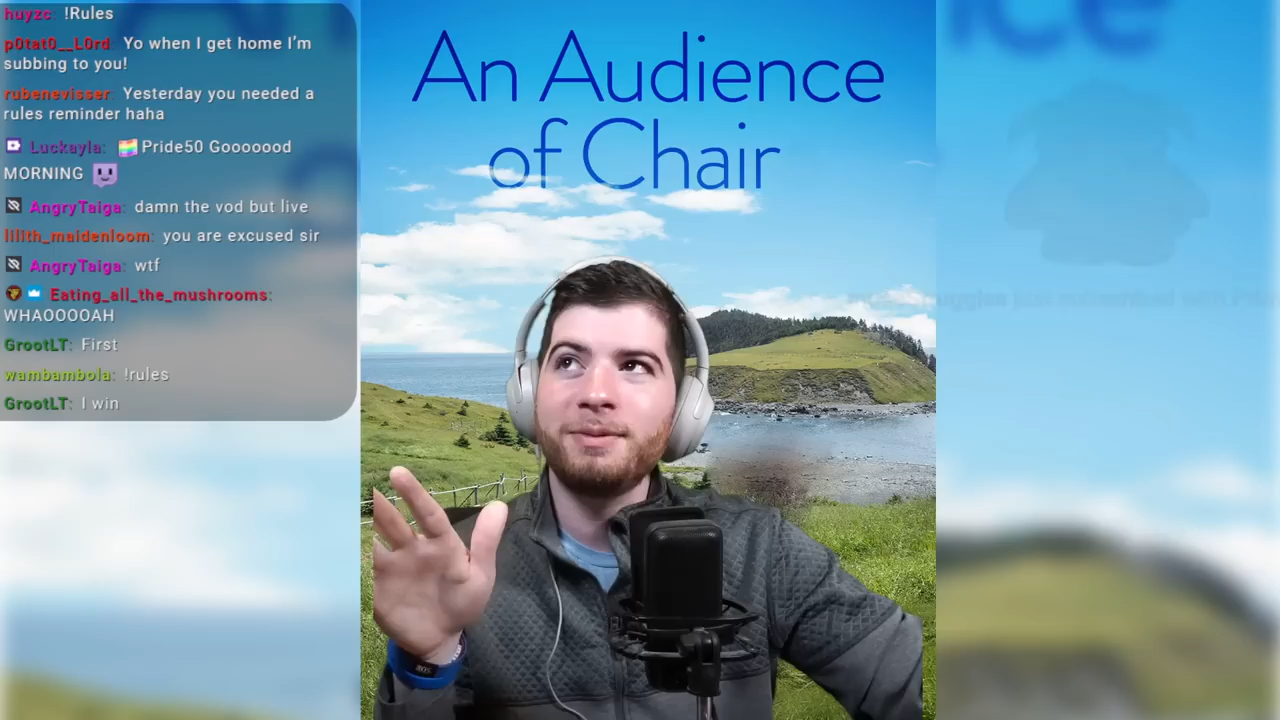 huyzc: !Rules
p0tat0__L0rd: Yo when I get home I'm
subbing to you!
rubenevisser: Yesterday you needed a
rules reminder haha
Luckayla: Pride50 Gooooood
MORNING
AngryTaiga: damn the vod but live
lilith_maidenloom: you are excused sir
AngryTaiga: wtf
Eating_all_the_mushrooms:
WHAOOOOAH
GrootLT: First
wambambola: !rules
GrootLT: I win
An Audience
of Chair